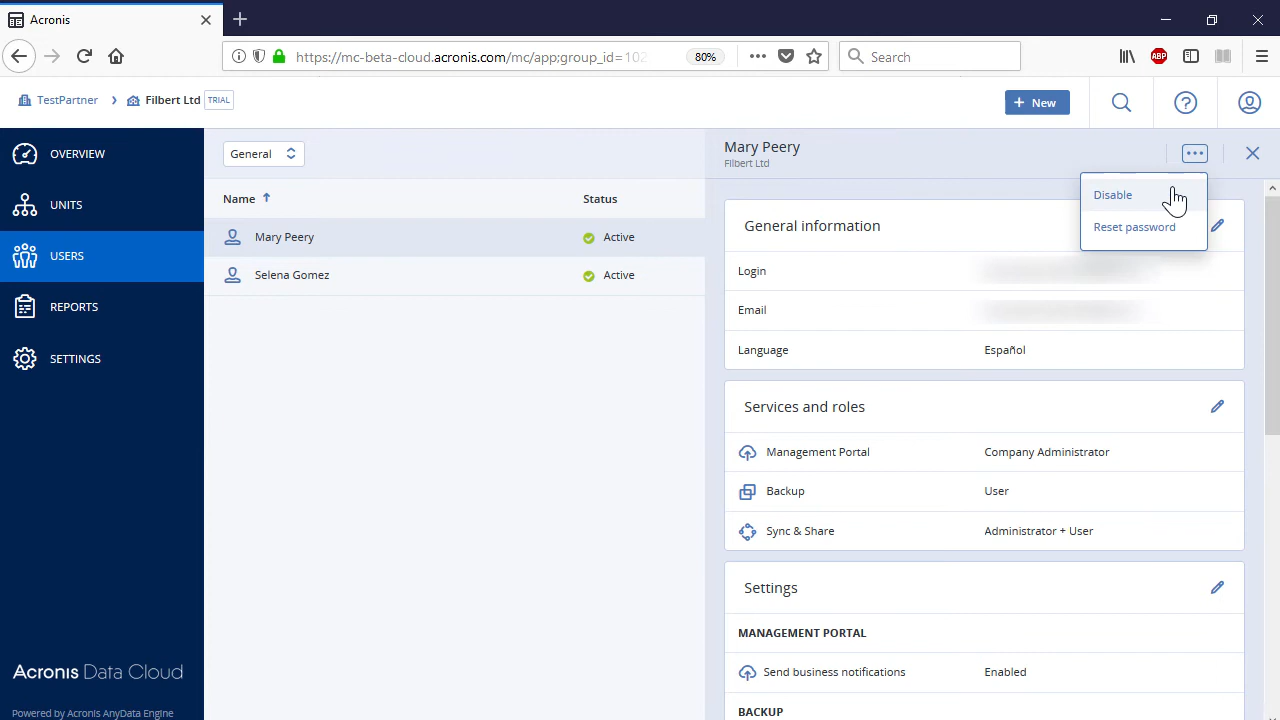 Acronis
https://mc-beta-cloud.acronis.com/mc/app;group_id=102
80%
Search
TestPartner
Filbert Ltd
TRIAL
New
OVERVIEW
UNITS
USERS
REPORTS
SETTINGS
Acronis Data Cloud
Powered by Acronis AnyData Engine
General
Name
Status
Mary Peery
Active
Selena Gomez
Active
Mary Peery
Filbert Ltd
Disable
Reset password
General information
Login
Email
Language
Español
Services and roles
Management Portal
Company Administrator
Backup
User
Sync & Share
Administrator + User
Settings
MANAGEMENT PORTAL
Send business notifications
Enabled
BACKUP
ABP